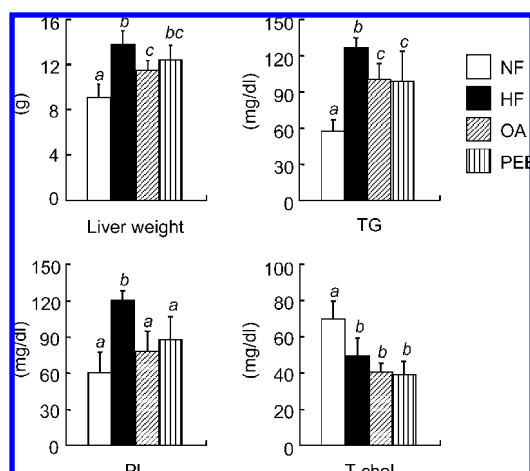 16
12
8
4
0
(g)
a
b
c
bc
Liver weight
150
120
90
60
30
0
(mg/dl)
a
b
c
c
TG
NF
HF
OA
PEE
150
120
90
60
30
0
(mg/dl)
a
b
a
a
PL
100
80
60
40
20
0
(mg/dl)
a
b
b
b
T-chol